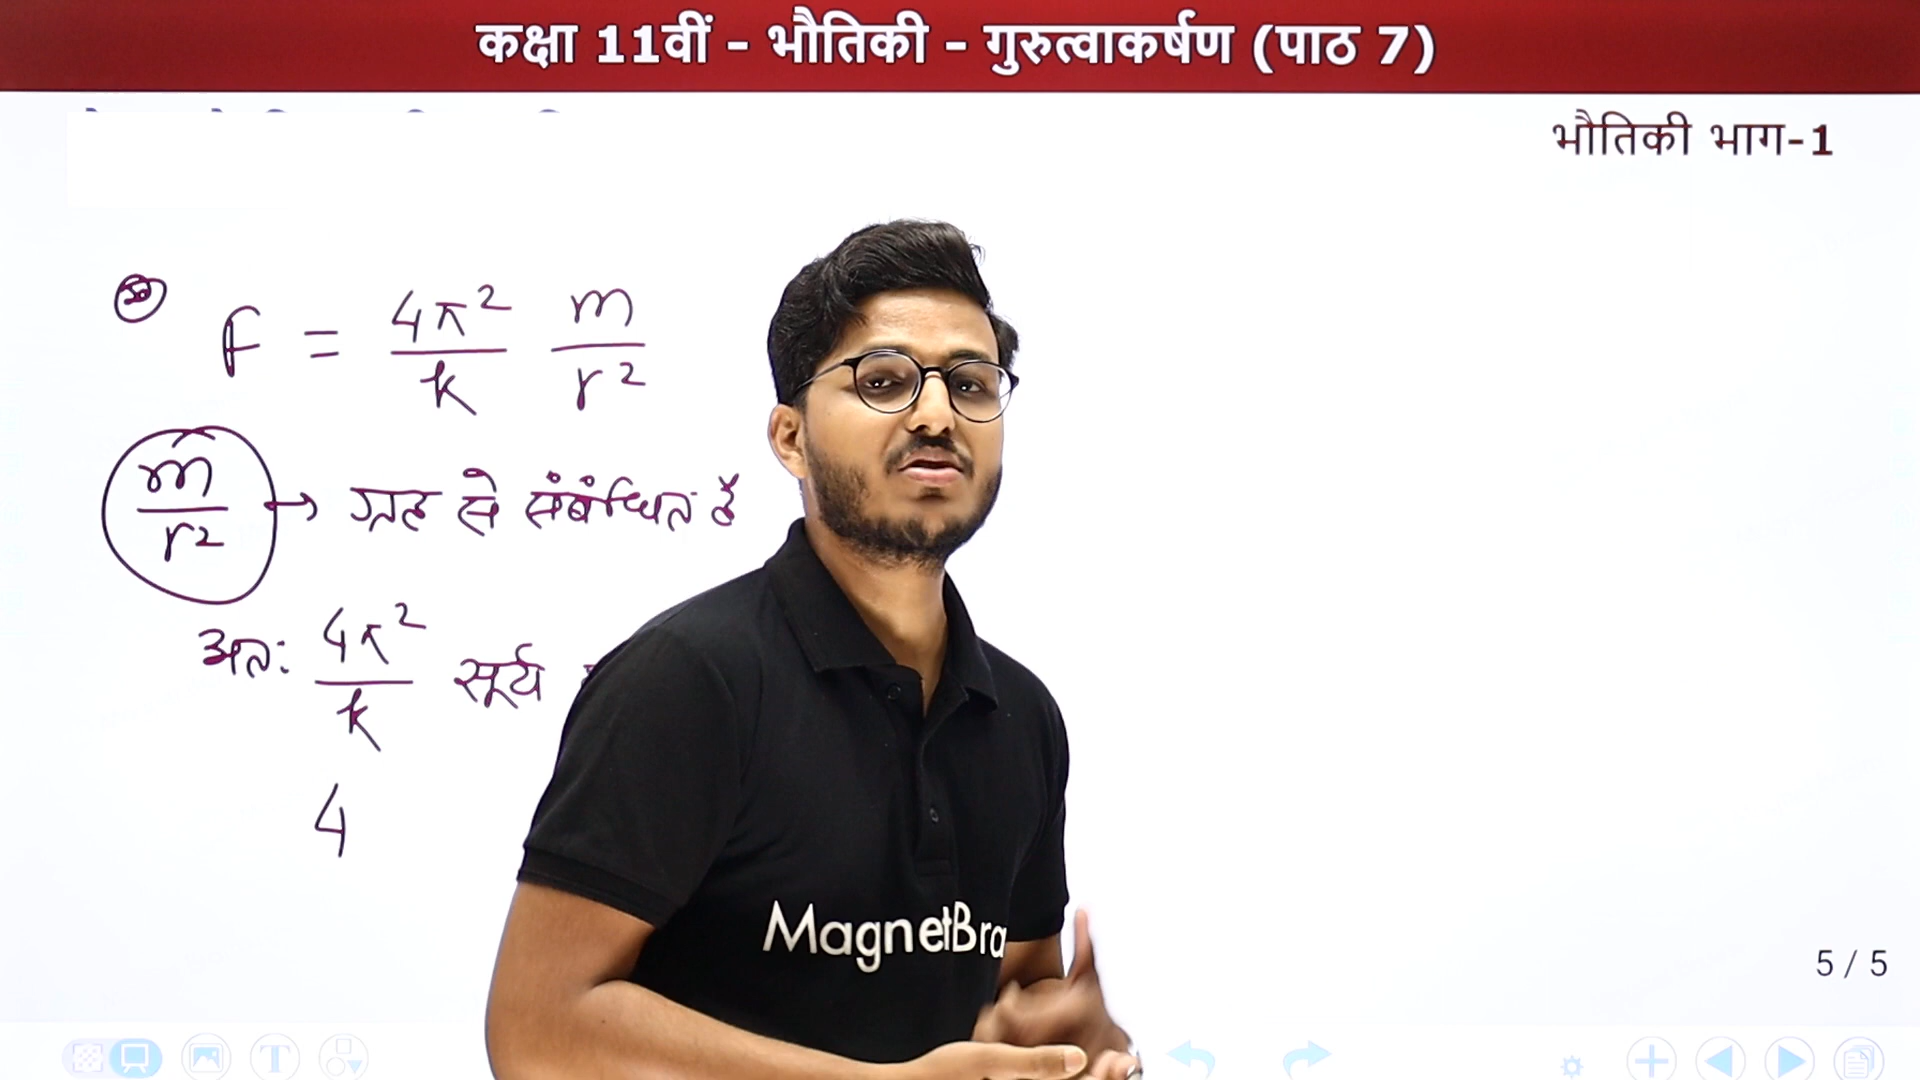 कक्षा 11वीं - भौतिकी - गुरुत्वाकर्षण (पाठ 7)
भौतिकी भाग-1
F = 4π² / k m / r²
m / r² → ग्रह से संबंधित है
अतः 4π² / k सूर्य
4
MagnetBra
5 / 5